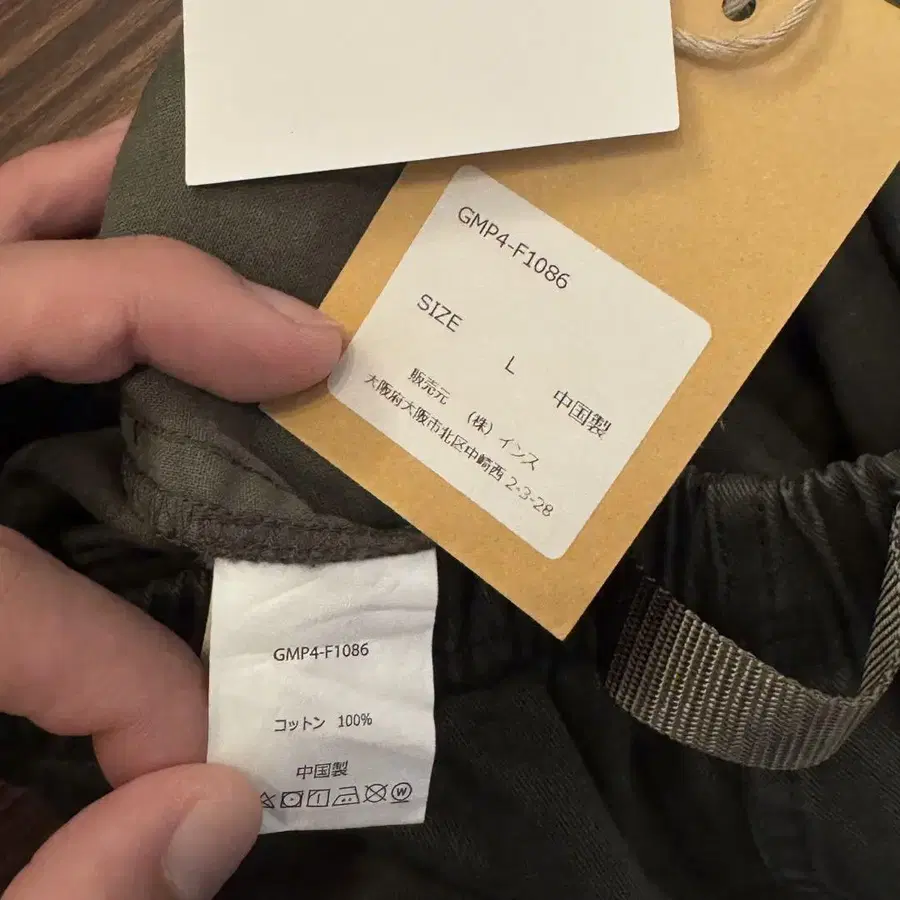 GMP4-F1086
SIZE
L
中国製
販売元 (株) インス
大阪府大阪市北区中崎西 2-3-28
GMP4-F1086
コットン 100%
中国製
W